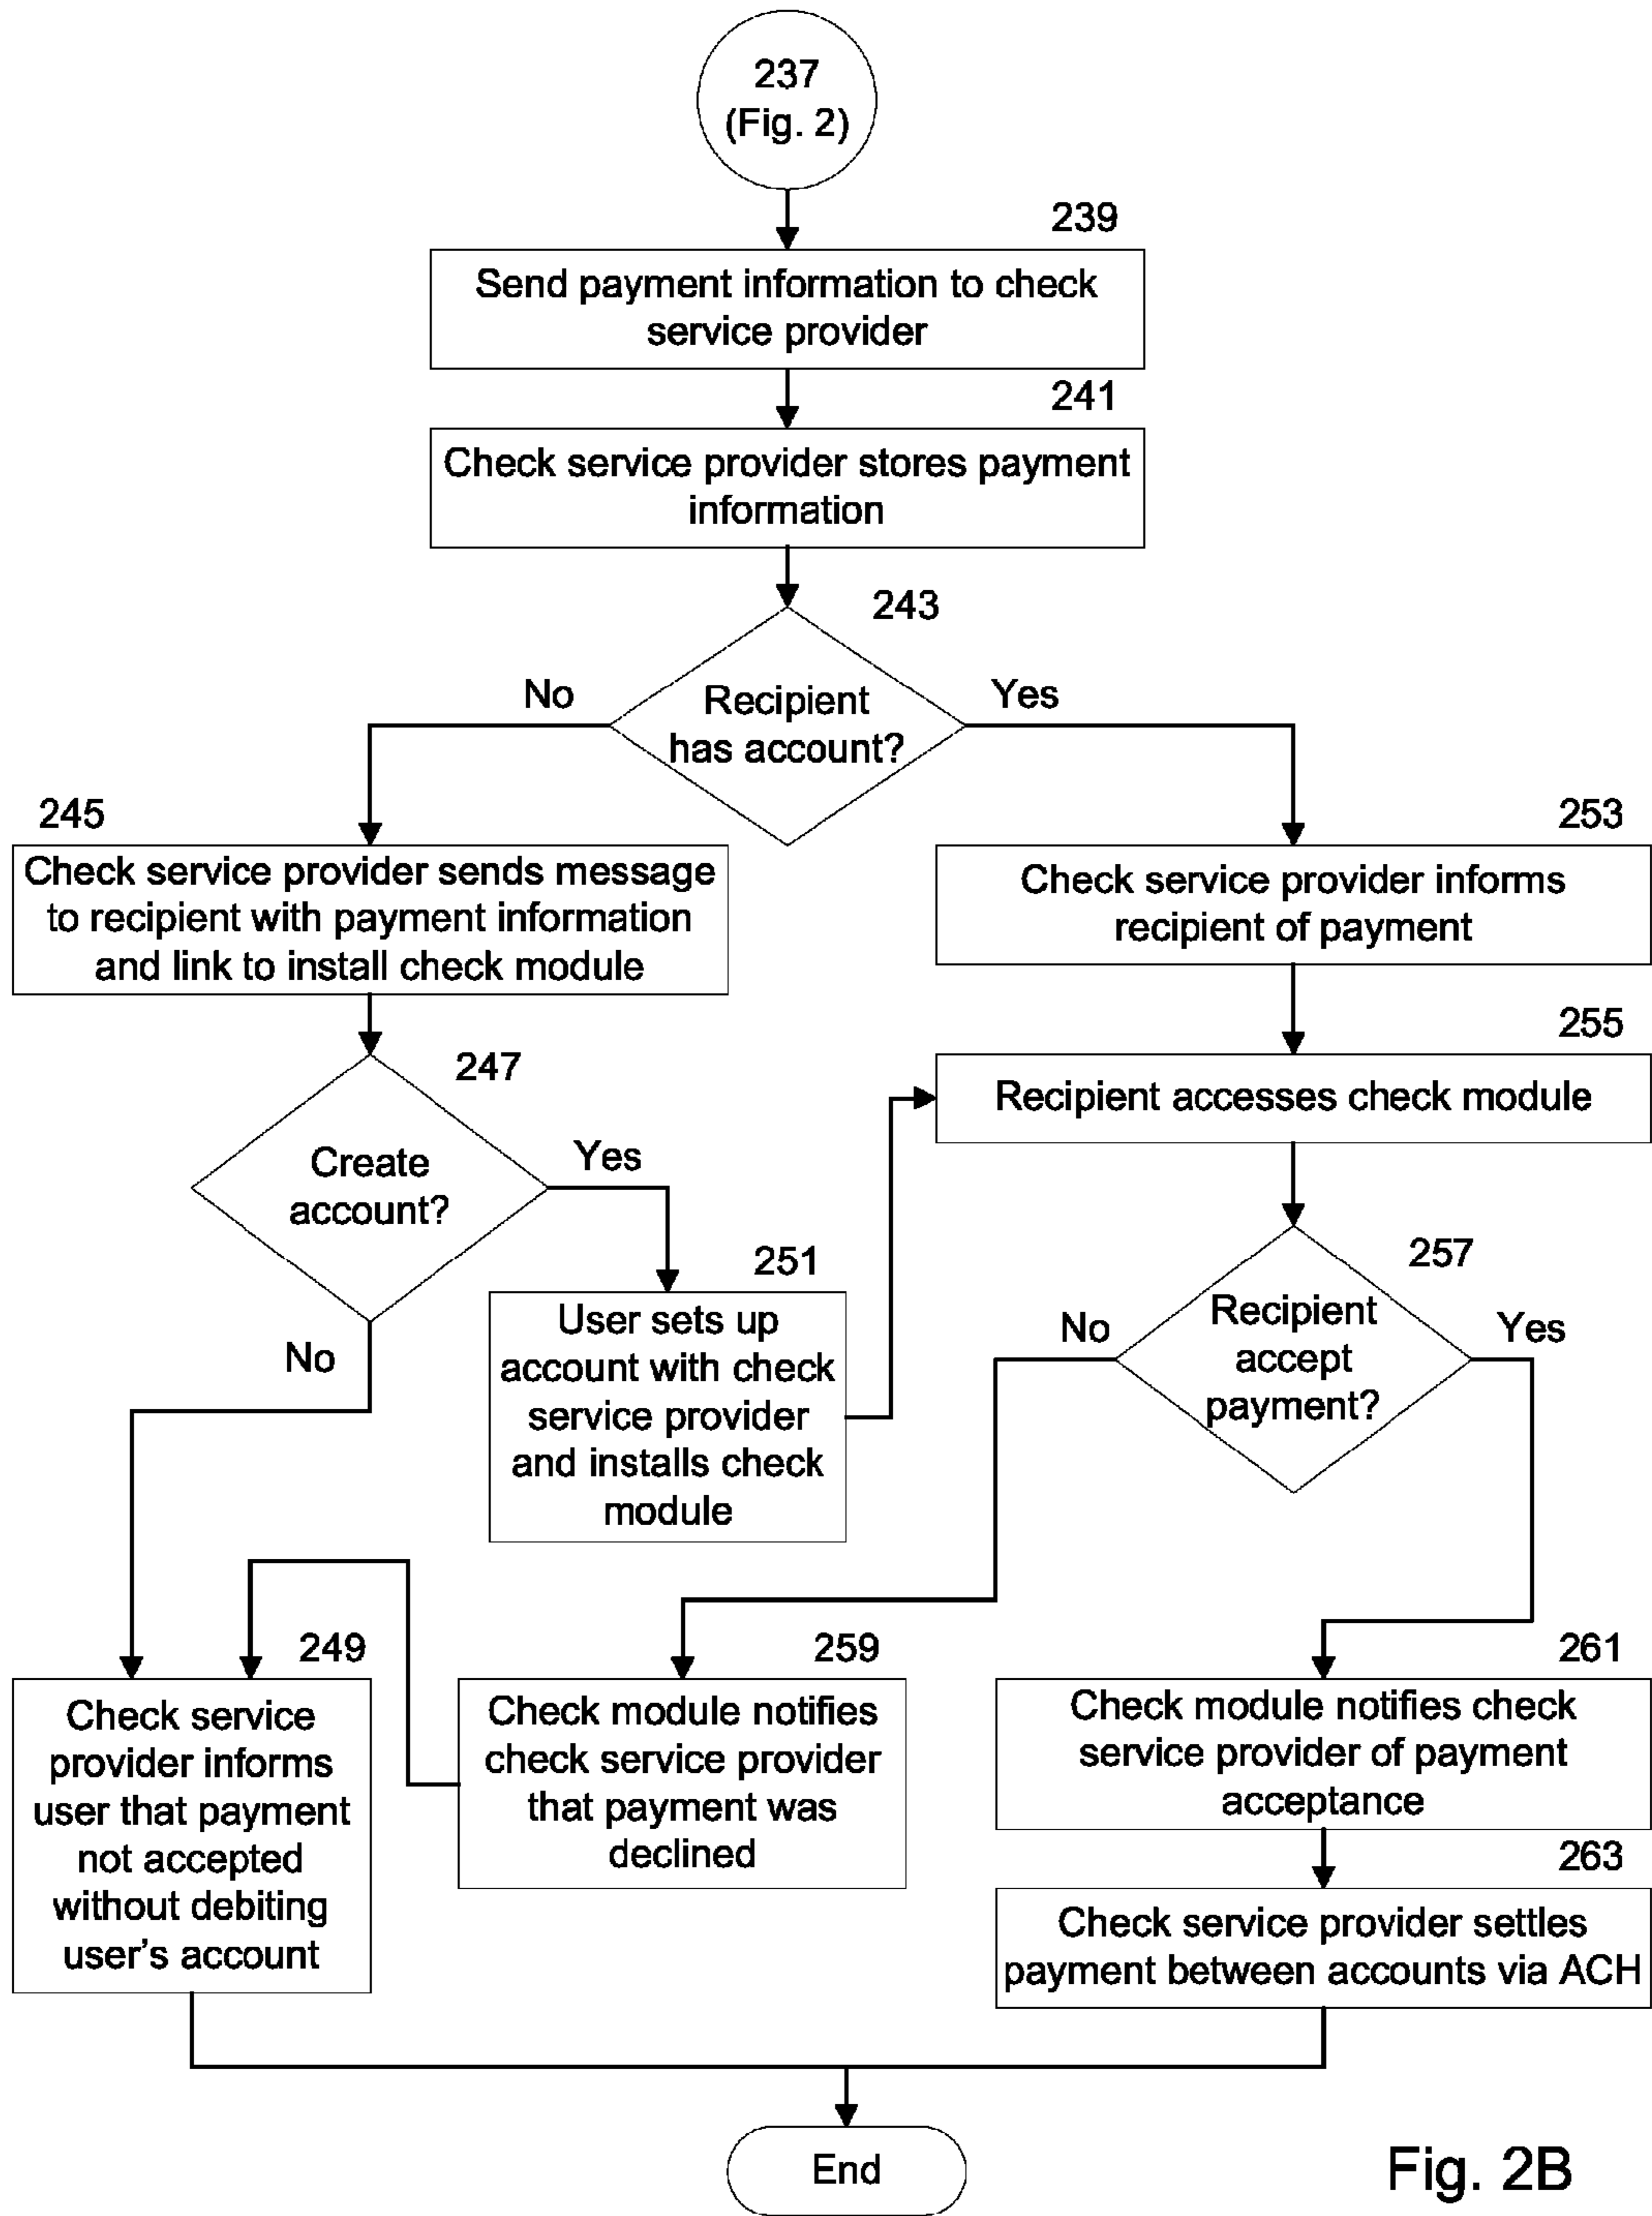 237
(Fig. 2)
239
Send payment information to check
service provider
241
Check service provider stores payment
information
243
Recipient
has account?
No
Yes
245
Check service provider sends message
to recipient with payment information
and link to install check module
253
Check service provider informs
recipient of payment
247
Create
account?
Yes
No
255
Recipient accesses check module
251
User sets up
account with check
service provider
and installs check
module
257
Recipient
accept
payment?
No
Yes
249
Check service
provider informs
user that payment
not accepted
without debiting
user’s account
259
Check module notifies
check service provider
that payment was
declined
261
Check module notifies check
service provider of payment
acceptance
263
Check service provider settles
payment between accounts via ACH
End
Fig. 2B